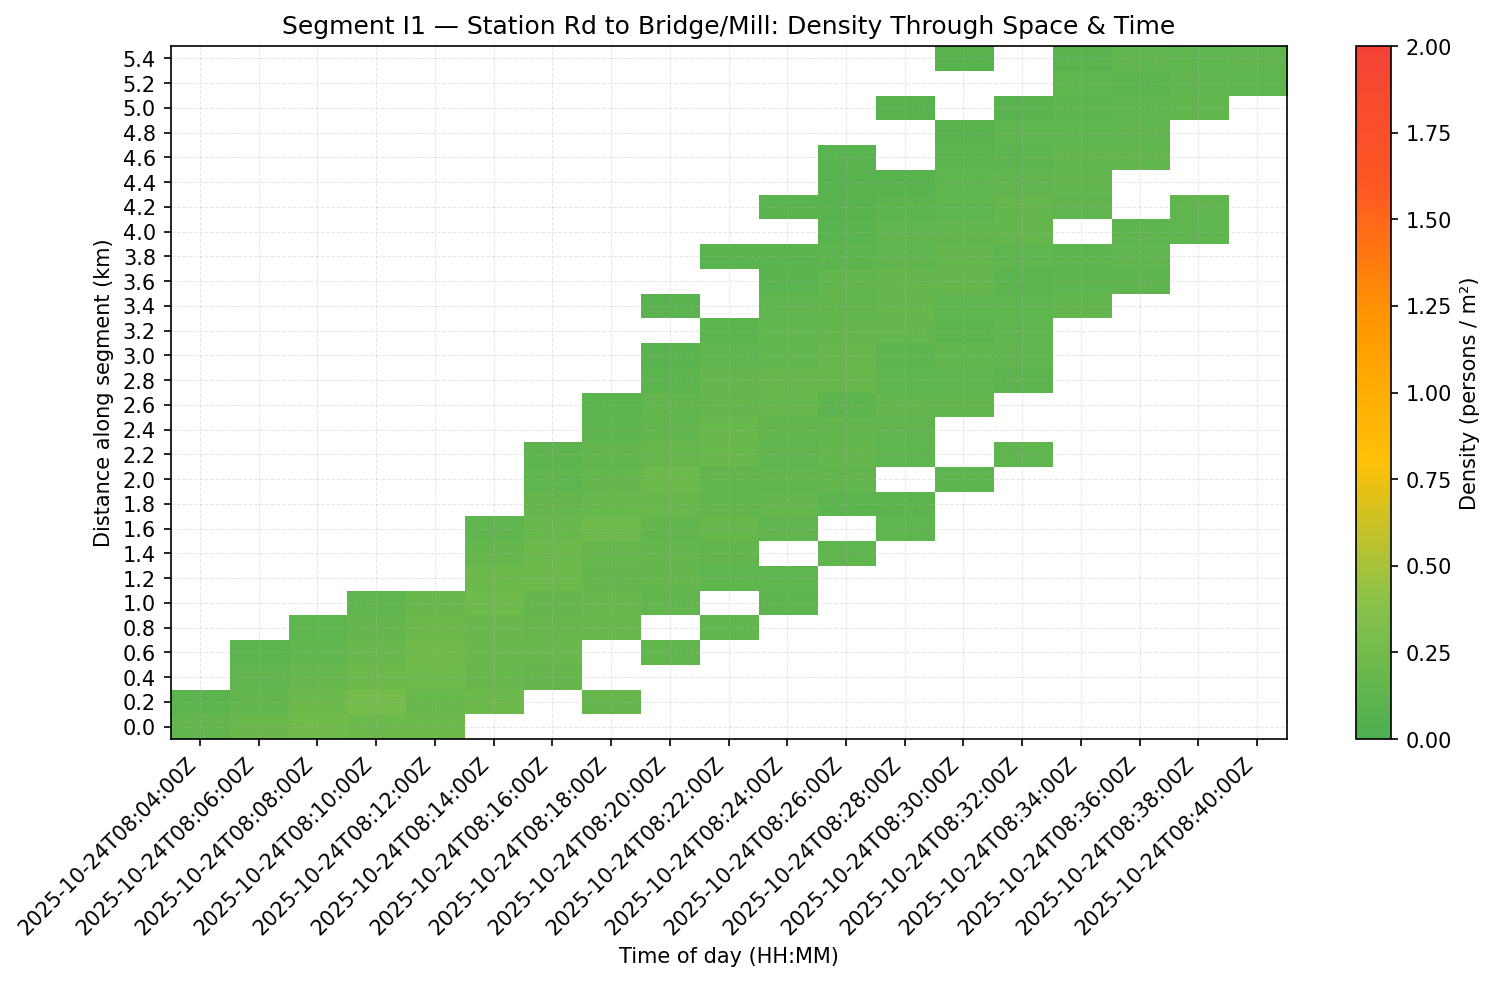 Segment I1 — Station Rd to Bridge/Mill: Density Through Space & Time
Distance along segment (km)
5.4
5.2
5.0
4.8
4.6
4.4
4.2
4.0
3.8
3.6
3.4
3.2
3.0
2.8
2.6
2.4
2.2
2.0
1.8
1.6
1.4
1.2
1.0
0.8
0.6
0.4
0.2
0.0
2025-10-24T08:04:00Z
2025-10-24T08:06:00Z
2025-10-24T08:08:00Z
2025-10-24T08:10:00Z
2025-10-24T08:12:00Z
2025-10-24T08:14:00Z
2025-10-24T08:16:00Z
2025-10-24T08:18:00Z
2025-10-24T08:20:00Z
2025-10-24T08:22:00Z
2025-10-24T08:24:00Z
2025-10-24T08:26:00Z
2025-10-24T08:28:00Z
2025-10-24T08:30:00Z
2025-10-24T08:32:00Z
2025-10-24T08:34:00Z
2025-10-24T08:36:00Z
2025-10-24T08:38:00Z
2025-10-24T08:40:00Z
Time of day (HH:MM)
2.00
1.75
1.50
1.25
1.00
0.75
0.50
0.25
0.00
Density (persons / m²)